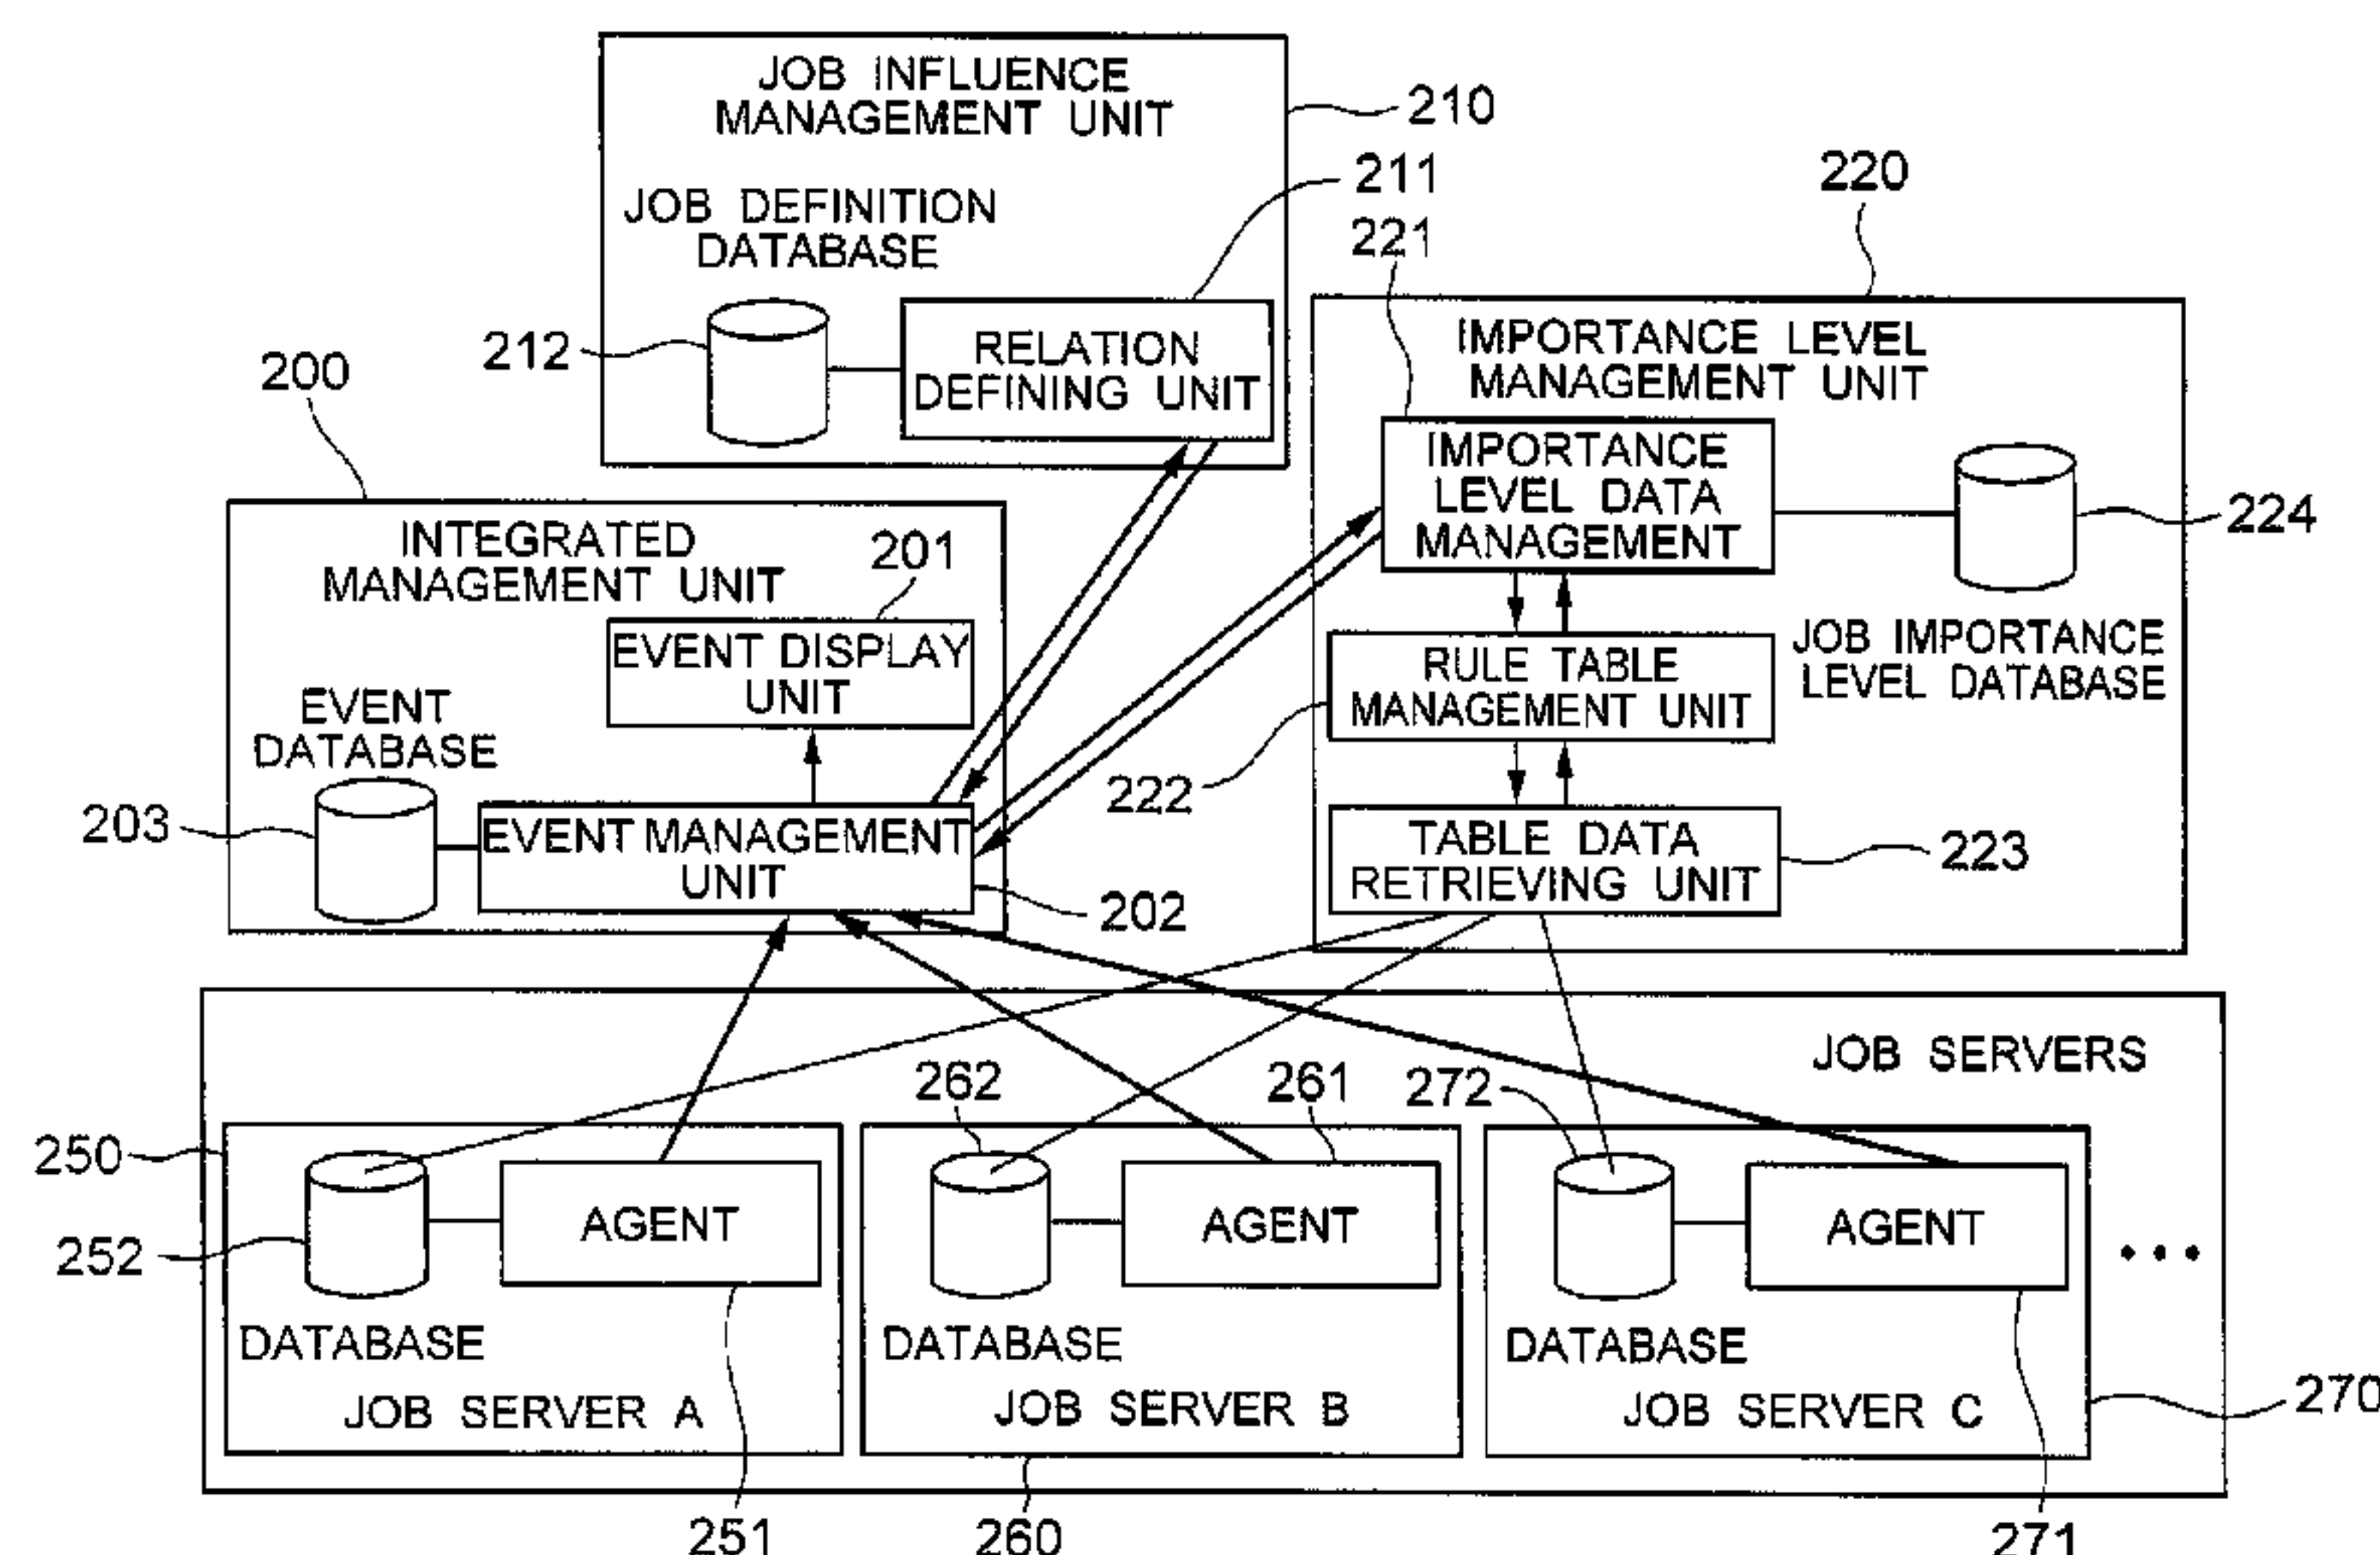 JOB INFLUENCE
MANAGEMENT UNIT
210
211
JOB DEFINITION
DATABASE
212
RELATION
DEFINING UNIT
220
221
IMPORTANCE LEVEL
MANAGEMENT UNIT
IMPORTANCE
LEVEL DATA
MANAGEMENT
224
JOB IMPORTANCE
LEVEL DATABASE
RULE TABLE
MANAGEMENT UNIT
222
TABLE DATA
RETRIEVING UNIT
223
200
INTEGRATED
MANAGEMENT UNIT
201
EVENT DISPLAY
UNIT
EVENT
DATABASE
203
EVENT MANAGEMENT
UNIT
202
JOB SERVERS
250
252
AGENT
DATABASE
JOB SERVER A
251
262
261
AGENT
DATABASE
JOB SERVER B
260
272
AGENT
...
DATABASE
JOB SERVER C
270
271